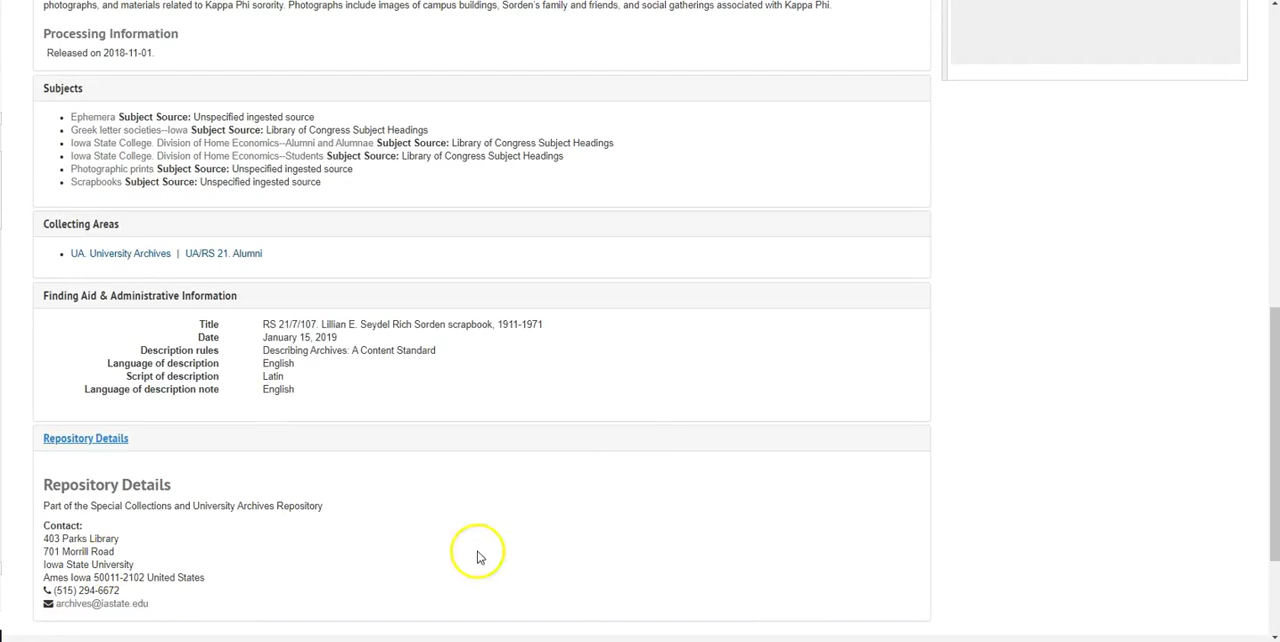 photographs, and materials related to Kappa Phi sorority. Photographs include images of campus buildings, Sorden's family and friends, and social gatherings associated with Kappa Phi.
Processing Information
Released on 2018-11-01.
Subjects
Ephemera Subject Source: Unspecified ingested source
Greek letter societies--Iowa Subject Source: Library of Congress Subject Headings
Iowa State College. Division of Home Economics--Alumni and Alumnae Subject Source: Library of Congress Subject Headings
Iowa State College. Division of Home Economics--Students Subject Source: Library of Congress Subject Headings
Photographic prints Subject Source: Unspecified ingested source
Scrapbooks Subject Source: Unspecified ingested source
Collecting Areas
UA. University Archives | UA/RS 21. Alumni
Finding Aid & Administrative Information
Title RS 21/7/107. Lillian E. Seydel Rich Sorden scrapbook, 1911-1971
Date January 15, 2019
Description rules Describing Archives: A Content Standard
Language of description English
Script of description Latin
Language of description note English
Repository Details
Repository Details
Part of the Special Collections and University Archives Repository
Contact:
403 Parks Library
701 Morrill Road
Iowa State University
Ames Iowa 50011-2102 United States
(515) 294-6672
archives@iastate.edu